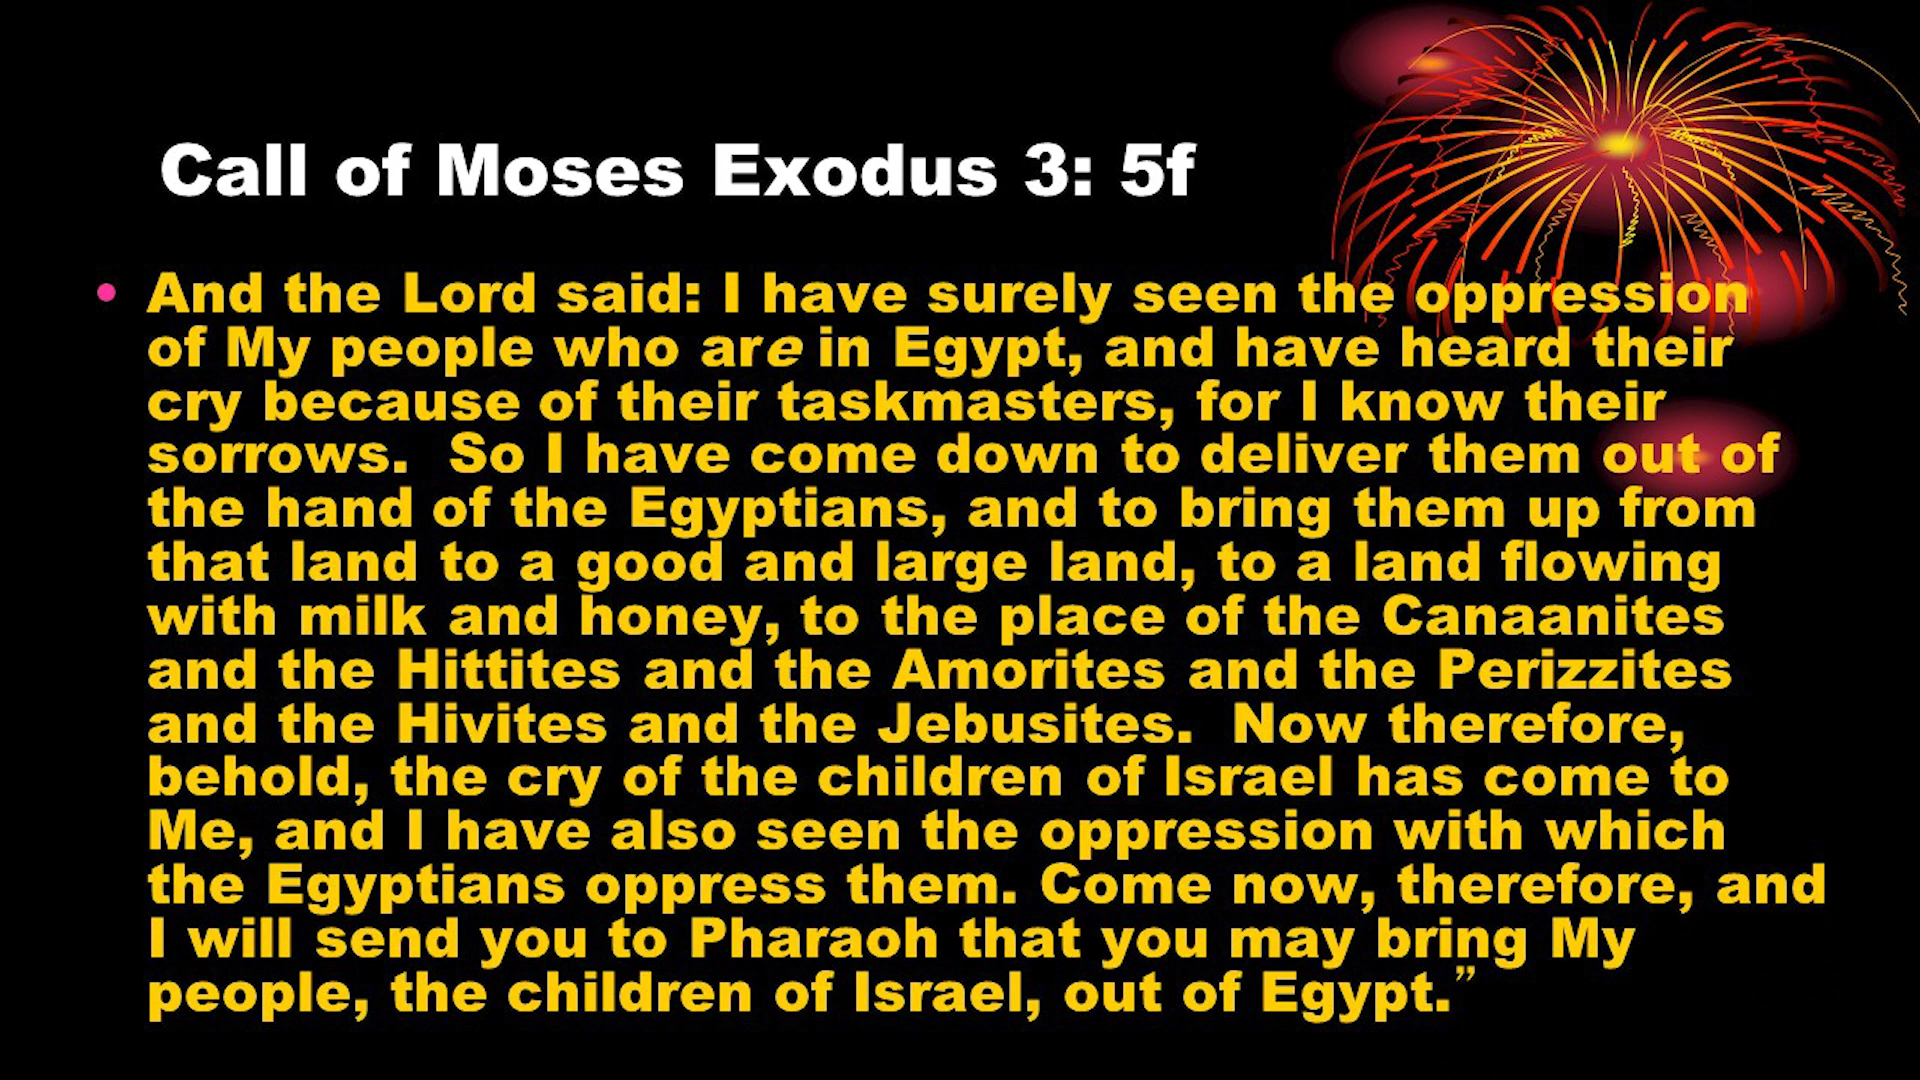 Call of Moses Exodus 3: 5f
• And the Lord said: I have surely seen the oppression
of My people who are in Egypt, and have heard their
cry because of their taskmasters, for I know their
sorrows.  So I have come down to deliver them out of
the hand of the Egyptians, and to bring them up from
that land to a good and large land, to a land flowing
with milk and honey, to the place of the Canaanites
and the Hittites and the Amorites and the Perizzites
and the Hivites and the Jebusites.  Now therefore,
behold, the cry of the children of Israel has come to
Me, and I have also seen the oppression with which
the Egyptians oppress them. Come now, therefore, and
I will send you to Pharaoh that you may bring My
people, the children of Israel, out of Egypt.”